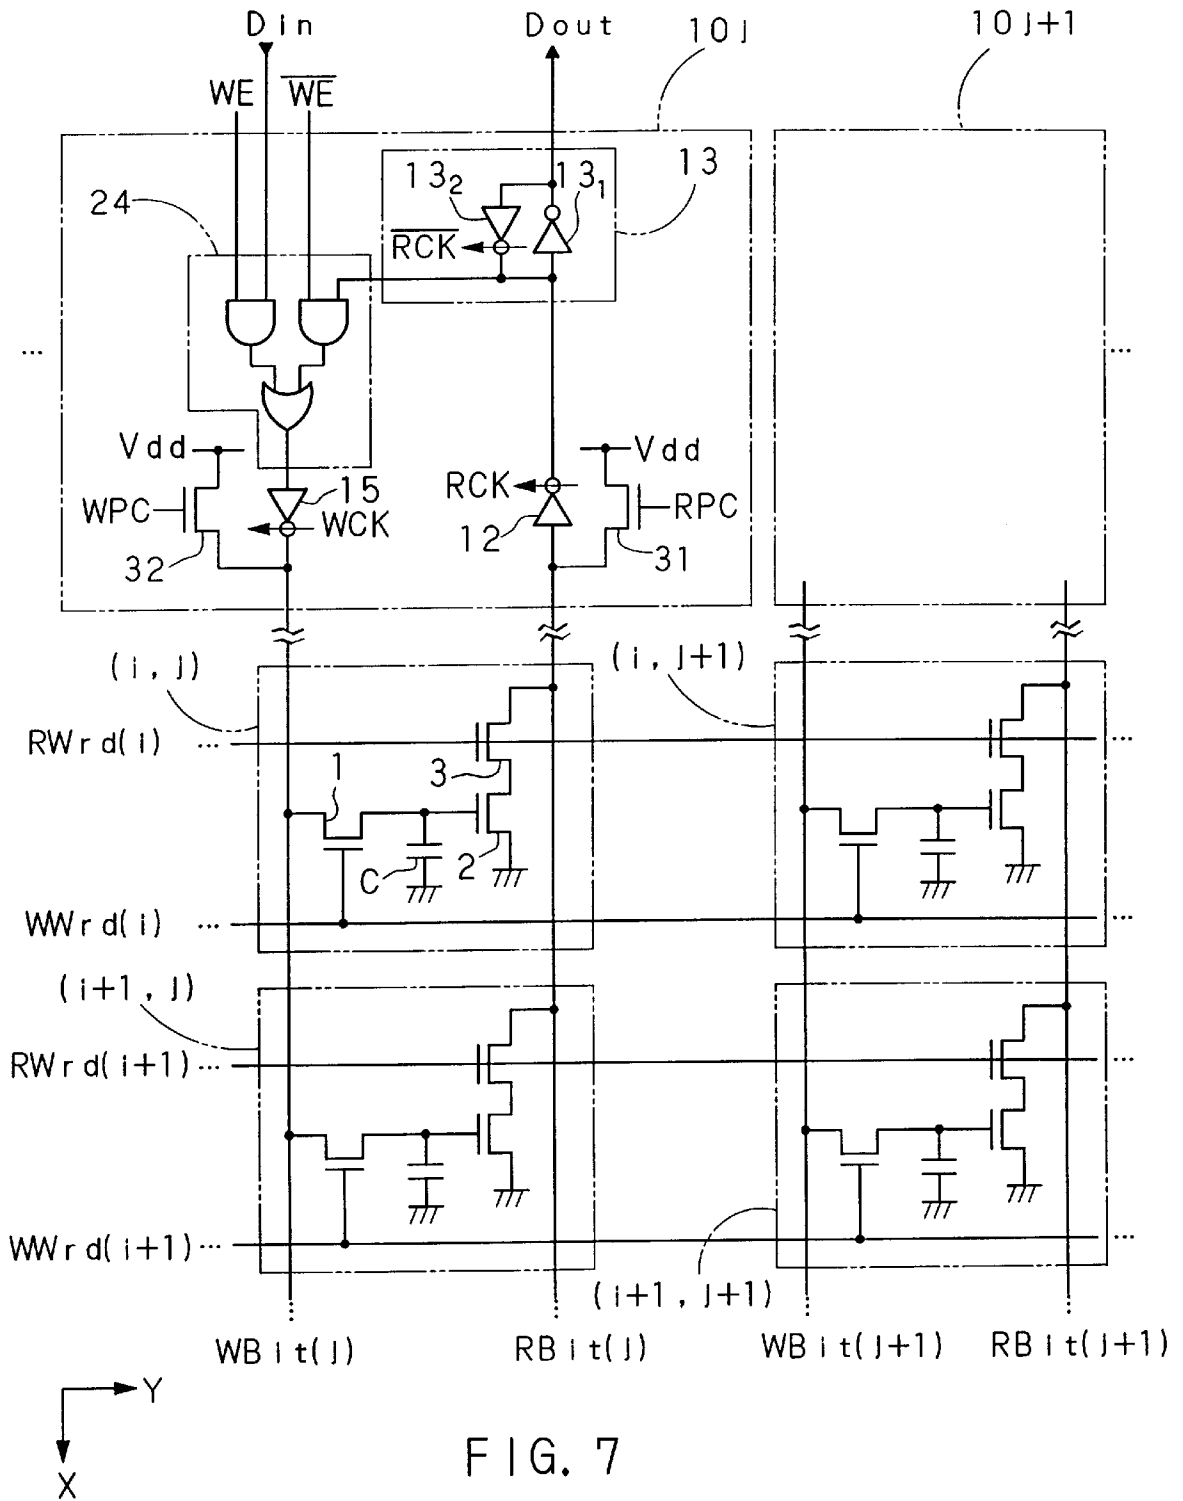 Din Dout 10j 10j+1
WE W̅E̅
13₂ 13₁ 13
24
R̅C̅K̅
... ...
Vdd Vdd
15 RCK
WPC WCK RPC
12
32 31
(i, j) (i, j+1)
RWrd(i) ... ...
1 3
C 2
WWrd(i) ... ...
(i+1, j)
RWrd(i+1) ... ...
WWrd(i+1) ... ...
(i+1, j+1)
WBit(j) RBit(j) WBit(j+1) RBit(j+1)
Y
X
FIG. 7